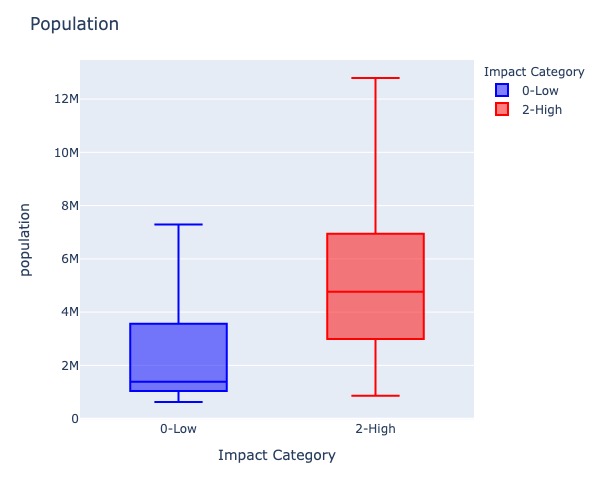 Population
Impact Category
0-Low
2-High
12M
10M
8M
6M
4M
2M
0
population
0-Low
2-High
Impact Category